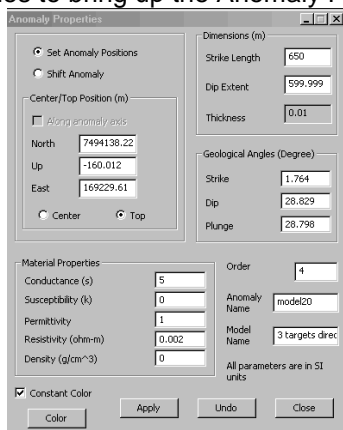 Anomaly Properties
Set Anomaly Positions
Shift Anomaly
Center/Top Position (m)
Along anomaly axis
North 7494138.22
Up -160.012
East 169229.61
Center Top
Dimensions (m)
Strike Length 650
Dip Extent 599.999
Thickness 0.01
Geological Angles (Degree)
Strike 1.764
Dip 28.829
Plunge 28.798
Material Properties
Conductance (s) 5
Susceptibility (k) 0
Permittivity 1
Resistivity (ohm-m) 0.002
Density (g/cm^3) 0
Order 4
Anomaly
Name model20
Model
Name 3 targets direc
All parameters are in SI
units
Constant Color
Color Apply Undo Close